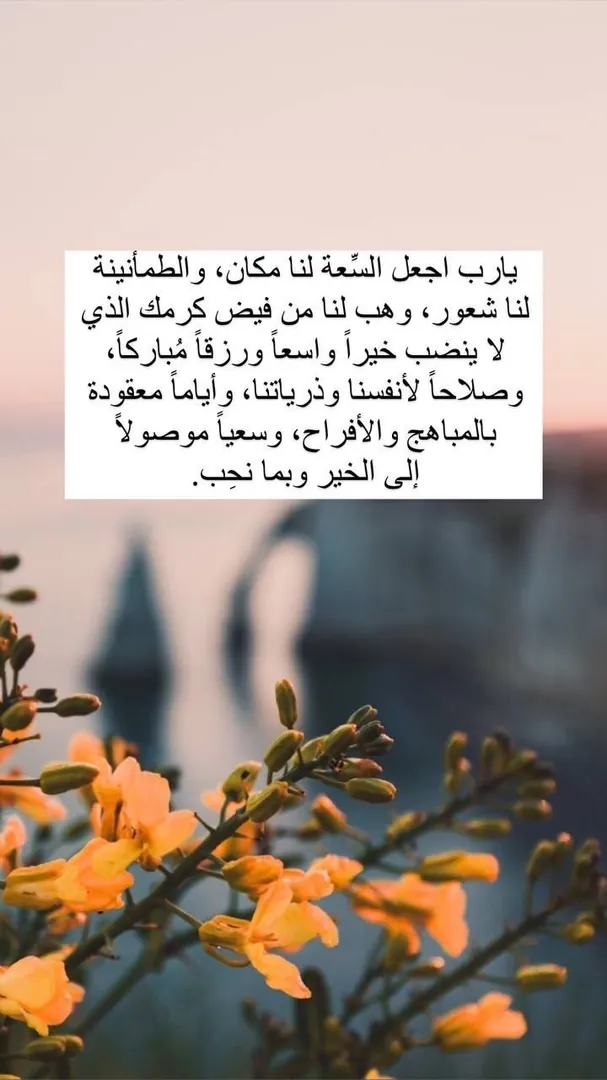 يارب اجعل السِّعة لنا مكان، والطمأنينة
لنا شعور، وهب لنا من فيض كرمك الذي
لا ينضب خيراً واسعاً ورزقاً مُباركاً،
وصلاحاً لأنفسنا وذرياتنا، وأياماً معقودة
بالمباهج والأفراح، وسعياً موصولاً
إلى الخير وبما نحِب.